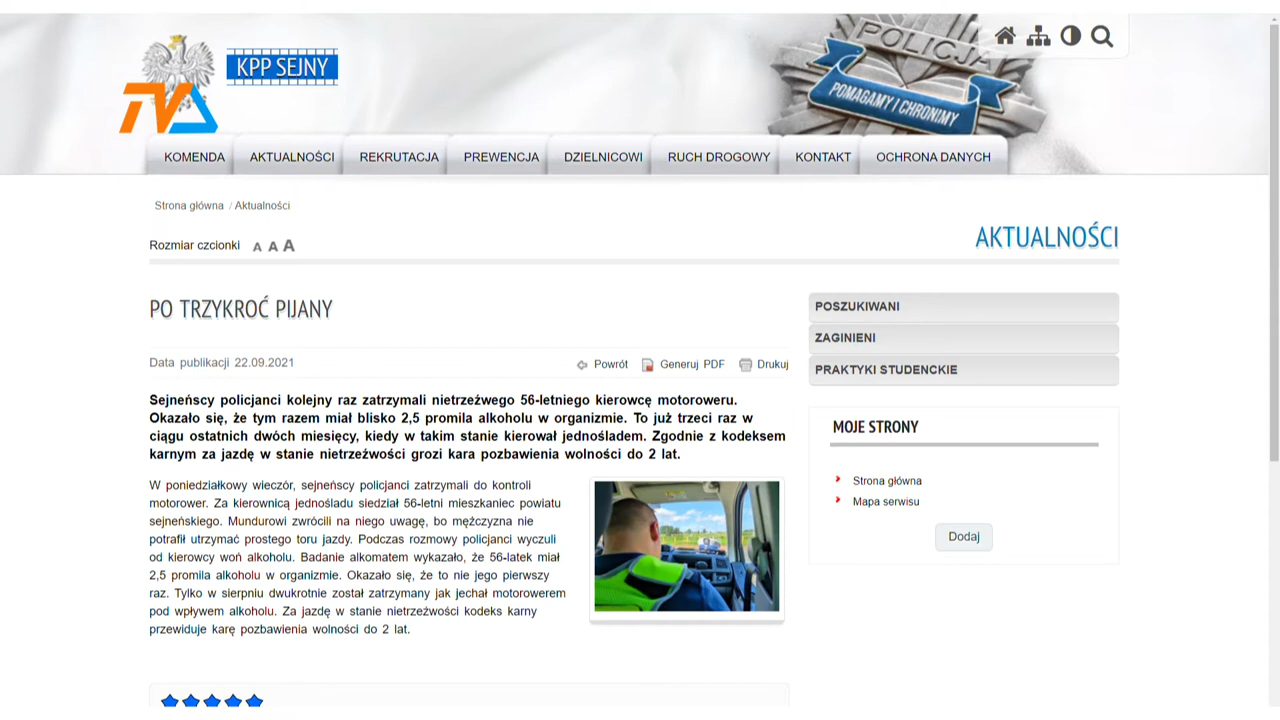 KPP SEJNY
TVA
POLICJA
POMAGAMY I CHRONIMY
KOMENDA AKTUALNOŚCI REKRUTACJA PREWENCJA DZIELNICOWI RUCH DROGOWY KONTAKT OCHRONA DANYCH
Strona główna / Aktualności
Rozmiar czcionki A A A
AKTUALNOŚCI
PO TRZYKROĆ PIJANY
Data publikacji 22.09.2021 Powrót Generuj PDF Drukuj
Sejneńscy policjanci kolejny raz zatrzymali nietrzeźwego 56-letniego kierowcę motoroweru.
Okazało się, że tym razem miał blisko 2,5 promila alkoholu w organizmie. To już trzeci raz w
ciągu ostatnich dwóch miesięcy, kiedy w takim stanie kierował jednośladem. Zgodnie z kodeksem
karnym za jazdę w stanie nietrzeźwości grozi kara pozbawienia wolności do 2 lat.
W poniedziałkowy wieczór, sejneńscy policjanci zatrzymali do kontroli
motorower. Za kierownicą jednośladu siedział 56-letni mieszkaniec powiatu
sejneńskiego. Mundurowi zwrócili na niego uwagę, bo mężczyzna nie
potrafił utrzymać prostego toru jazdy. Podczas rozmowy policjanci wyczuli
od kierowcy woń alkoholu. Badanie alkomatem wykazało, że 56-latek miał
2,5 promila alkoholu w organizmie. Okazało się, że to nie jego pierwszy
raz. Tylko w sierpniu dwukrotnie został zatrzymany jak jechał motorowerem
pod wpływem alkoholu. Za jazdę w stanie nietrzeźwości kodeks karny
przewiduje karę pozbawienia wolności do 2 lat.
POSZUKIWANI
ZAGINIENI
PRAKTYKI STUDENCKIE
MOJE STRONY
Strona główna
Mapa serwisu
Dodaj